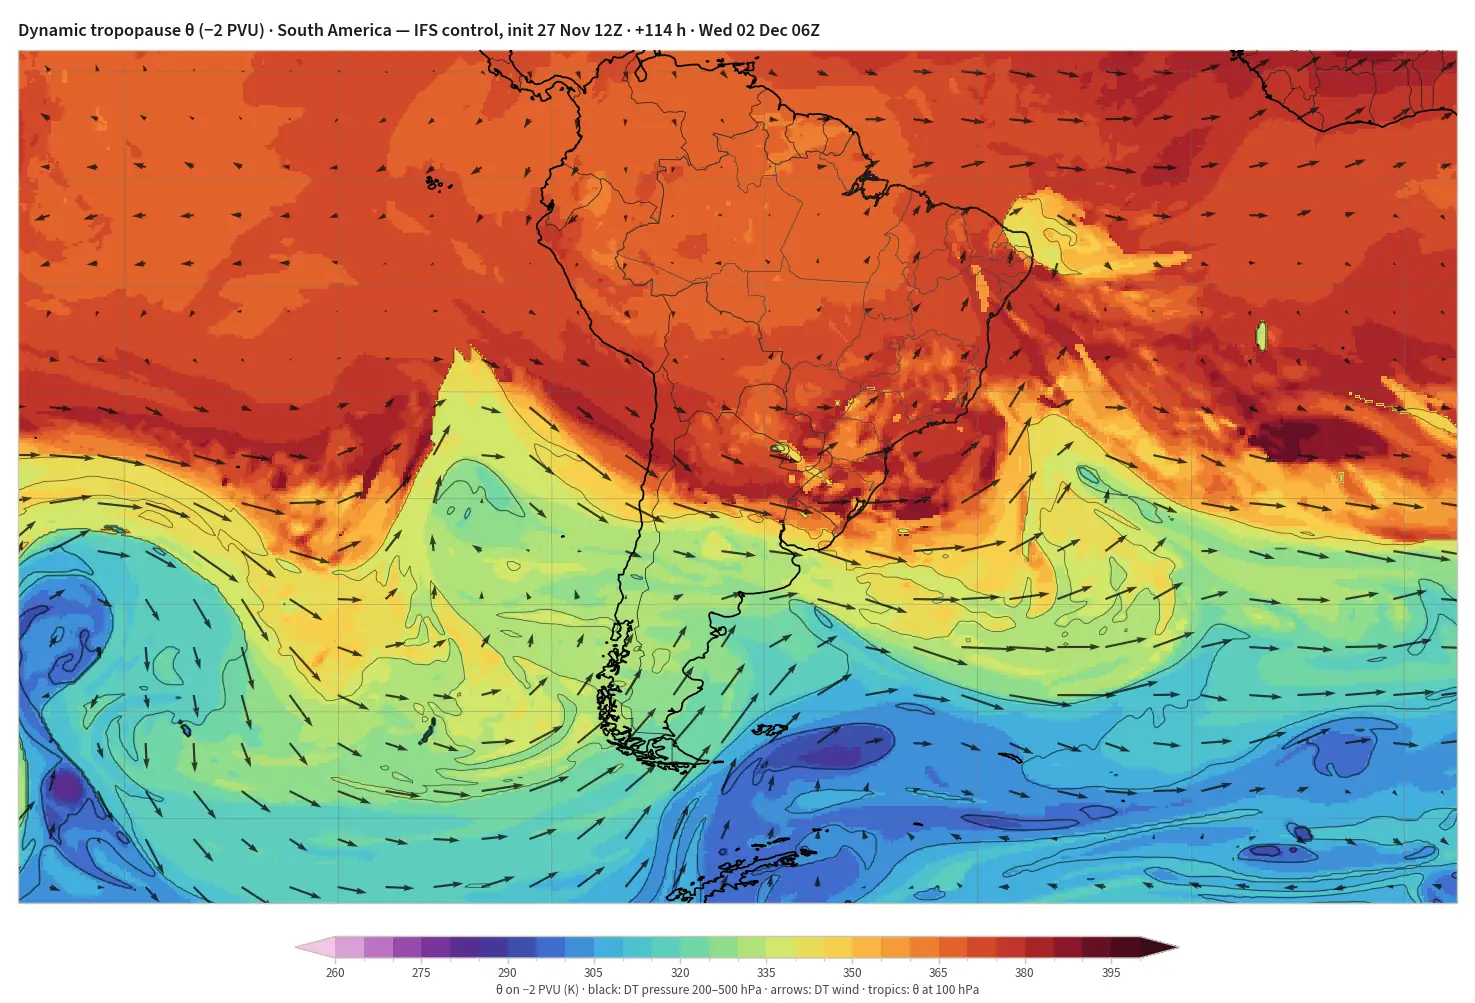 Dynamic tropopause θ (−2 PVU) · South America — IFS control, init 27 Nov 12Z · +114 h · Wed 02 Dec 06Z
260 275 290 305 320 335 350 365 380 395
θ on −2 PVU (K) · black: DT pressure 200–500 hPa · arrows: DT wind · tropics: θ at 100 hPa